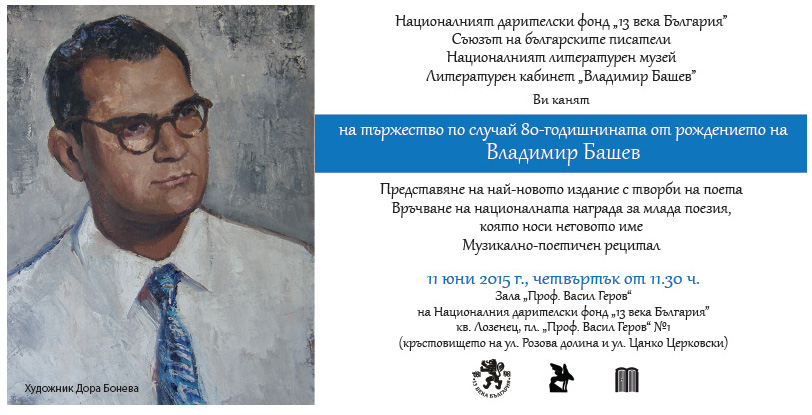 Националният дарителски фонд „13 века България”
Съюзът на българските писатели
Националният литературен музей
Литературен кабинет „Владимир Башев”
Ви канят
на тържество по случай 80-годишнината от рождението на
Владимир Башев
Представяне на най-новото издание с творби на поета
Връчване на националната награда за млада поезия,
която носи неговото име
Музикално-поетичен рецитал
11 юни 2015 г., четвъртък от 11.30 ч.
Зала „Проф. Васил Геров“
на Националния дарителски фонд „13 века България”
кв. Лозенец, пл. „Проф. Васил Геров“ №1
(кръстовището на ул. Розова долина и ул. Цанко Церковски)
13 ВЕКА БЪЛГАРИЯ
Художник Дора Бонева